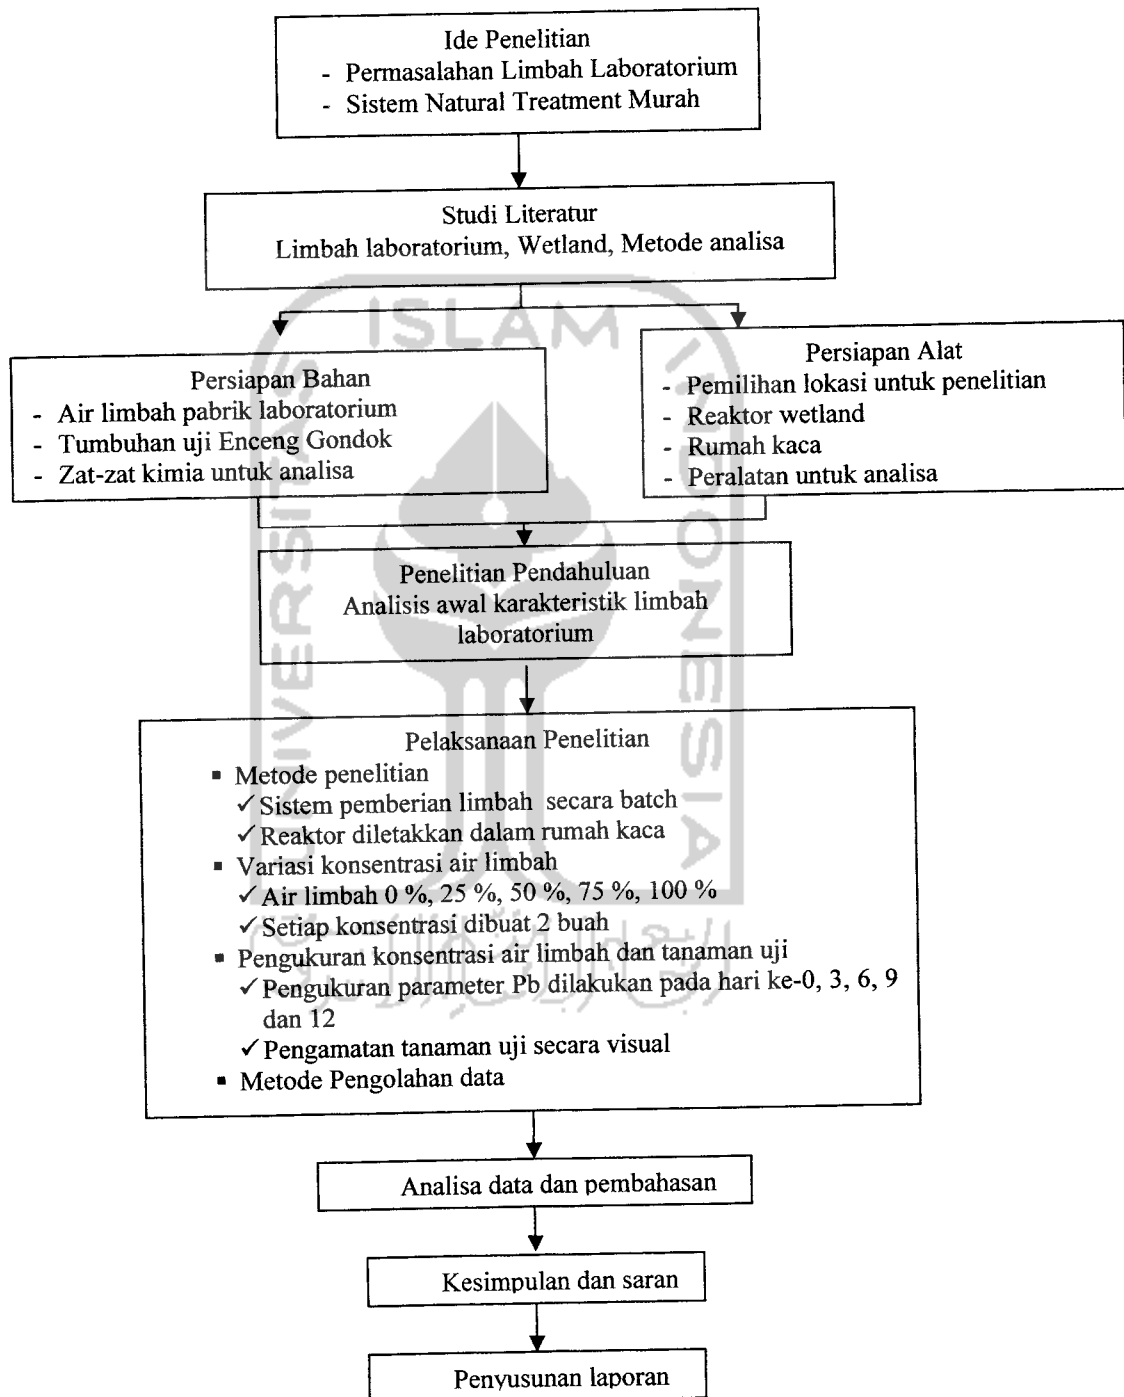 Ide Penelitian
- Permasalahan Limbah Laboratorium
- Sistem Natural Treatment Murah
Studi Literatur
Limbah laboratorium, Wetland, Metode analisa
Persiapan Bahan
- Air limbah pabrik laboratorium
- Tumbuhan uji Enceng Gondok
- Zat-zat kimia untuk analisa
Persiapan Alat
- Pemilihan lokasi untuk penelitian
- Reaktor wetland
- Rumah kaca
- Peralatan untuk analisa
Penelitian Pendahuluan
Analisis awal karakteristik limbah
laboratorium
Pelaksanaan Penelitian
▪ Metode penelitian
✓ Sistem pemberian limbah secara batch
✓ Reaktor diletakkan dalam rumah kaca
▪ Variasi konsentrasi air limbah
✓ Air limbah 0 %, 25 %, 50 %, 75 %, 100 %
✓ Setiap konsentrasi dibuat 2 buah
▪ Pengukuran konsentrasi air limbah dan tanaman uji
✓ Pengukuran parameter Pb dilakukan pada hari ke-0, 3, 6, 9
dan 12
✓ Pengamatan tanaman uji secara visual
▪ Metode Pengolahan data
Analisa data dan pembahasan
Kesimpulan dan saran
Penyusunan laporan
UNIVERSITAS
ISLAM
INDONESIA